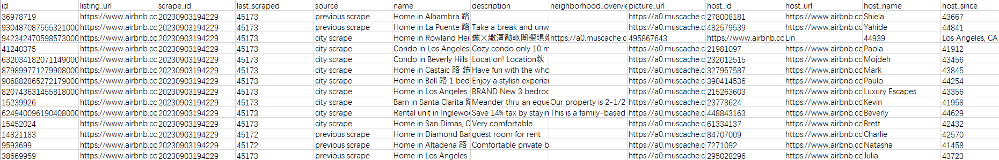 id listing_url scrape_id last_scraped source name description neighborhood_overvie picture_url host_id host_url host_name host_since
36978719 https://www.airbnb.cc 20230903194229 45173 previous scrape Home in Alhambra 路 https://a0.muscache.c 278008181 https://www.airbnb.cc Shiela 43667
930487087555321000 https://www.airbnb.cc 20230903194229 45173 previous scrape Home in La Puente 路 Take a break and unw https://a0.muscache.c 482579539 https://www.airbnb.cc Yahide 44841
942342470598573000 https://www.airbnb.cc 20230903194229 45173 city scrape Home in Rowland Hei https://a0.muscache.c 495867643 https://www.airbnb.cc Lin 44939 Los Angeles, CA
41240375 https://www.airbnb.cc 20230903194229 45173 city scrape Condo in Los Angeles Cozy condo only 10 m https://a0.muscache.c 21981097 https://www.airbnb.cc Paola 41912
632034182071149000 https://www.airbnb.cc 20230903194229 45173 city scrape Condo in Beverly Hills Location! Location鈥 https://a0.muscache.c 232012515 https://www.airbnb.cc Mojdeh 43456
879899771279908000 https://www.airbnb.cc 20230903194229 45173 city scrape Home in Castaic 路 Have fun with the who https://a0.muscache.c 327957587 https://www.airbnb.cc Mark 43845
906882865272179000 https://www.airbnb.cc 20230903194229 45173 city scrape Home in Bell 路 1 bed Enjoy a stylish experien https://a0.muscache.c 390414536 https://www.airbnb.cc Paulo 44254
820743631455818000 https://www.airbnb.cc 20230903194229 45173 city scrape Home in Los Angeles BRAND New 3 bedroc https://a0.muscache.c 215263603 https://www.airbnb.cc Luxury Escapes 43356
15239926 https://www.airbnb.cc 20230903194229 45173 city scrape Barn in Santa Clarita 路 Meander thru an eque Our property is 2-1/2 https://a0.muscache.c 23778624 https://www.airbnb.cc Kevin 41958
624940096190408000 https://www.airbnb.cc 20230903194229 45173 city scrape Rental unit in Inglewoc Save 14% tax by stayin This is a family-based https://a0.muscache.c 448843163 https://www.airbnb.cc Beverly 44629
15452024 https://www.airbnb.cc 20230903194229 45173 city scrape Home in San Dimas, C Very comfortable https://a0.muscache.c 61334137 https://www.airbnb.cc Brett 42432
14821183 https://www.airbnb.cc 20230903194229 45172 previous scrape Home in Diamond Bar guest room for rent https://a0.muscache.c 84707009 https://www.airbnb.cc Charlie 42570
9593699 https://www.airbnb.cc 20230903194229 45172 previous scrape Home in Altadena 路 Comfortable private b https://a0.muscache.c 7271092 https://www.airbnb.cc Natasha 41458
38669959 https://www.airbnb.cc 20230903194229 45173 previous scrape Home in Los Angeles https://a0.muscache.c 295028296 https://www.airbnb.cc Julia 43723